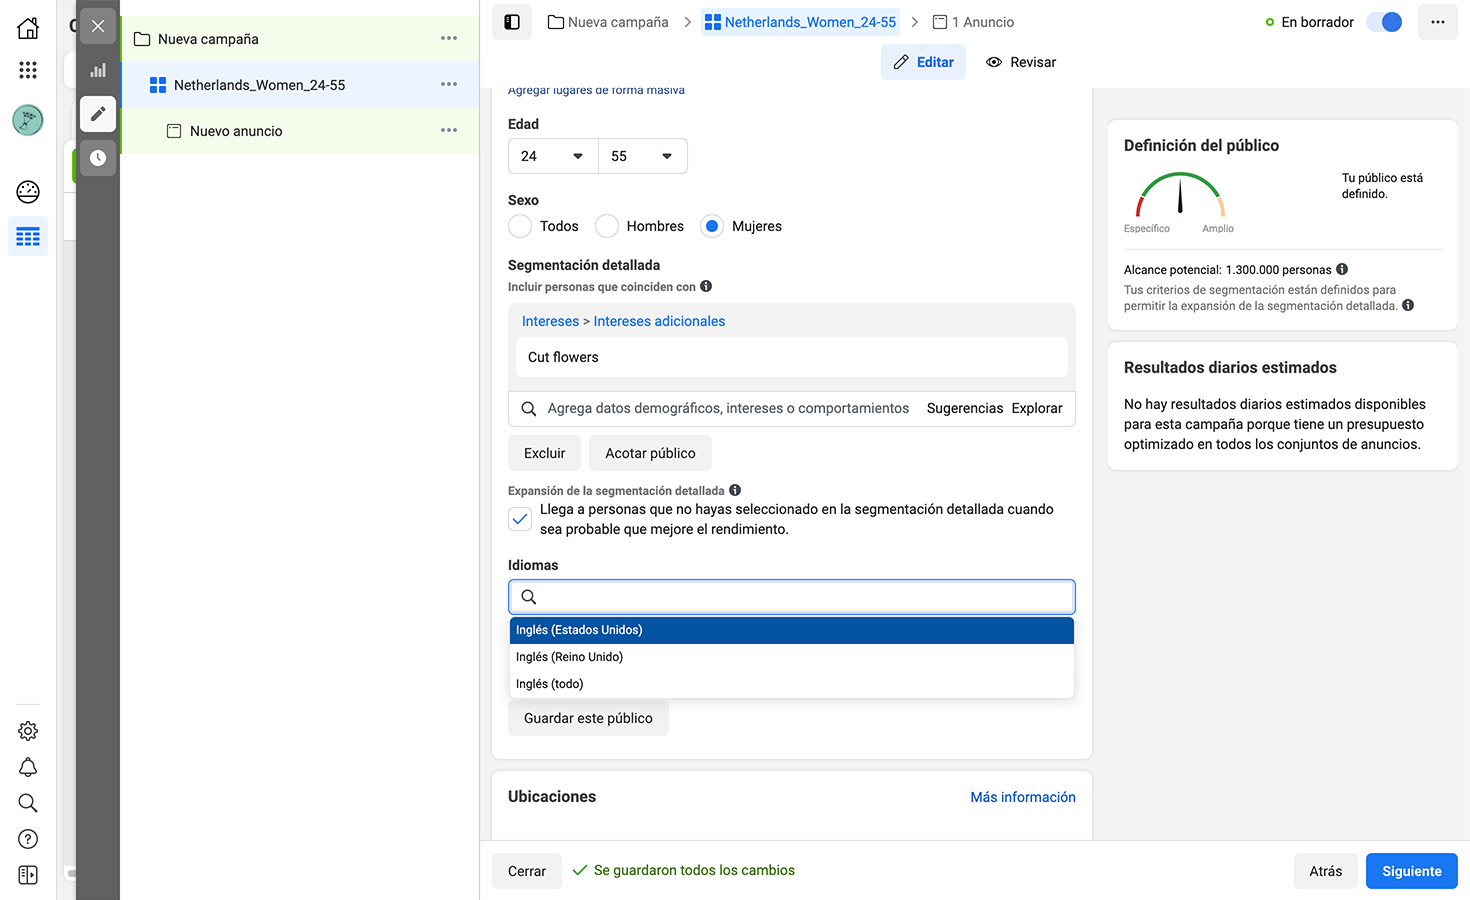 C
Nueva campaña
Netherlands_Women_24-55
Nuevo anuncio
Nueva campaña
Netherlands_Women_24-55
1 Anuncio
En borrador
Editar
Revisar
Agregar lugares de forma masiva
Edad
24
55
Sexo
Todos
Hombres
Mujeres
Segmentación detallada
Incluir personas que coinciden con
Intereses > Intereses adicionales
Cut flowers
Agrega datos demográficos, intereses o comportamientos
Sugerencias
Explorar
Excluir
Acotar público
Expansión de la segmentación detallada
Llega a personas que no hayas seleccionado en la segmentación detallada cuando
sea probable que mejore el rendimiento.
Idiomas
Inglés (Estados Unidos)
Inglés (Reino Unido)
Inglés (todo)
Guardar este público
Ubicaciones
Más información
Cerrar
Se guardaron todos los cambios
Atrás
Siguiente
Definición del público
Específico
Amplio
Tu público está
definido.
Alcance potencial: 1.300.000 personas
Tus criterios de segmentación están definidos para
permitir la expansión de la segmentación detallada.
Resultados diarios estimados
No hay resultados diarios estimados disponibles
para esta campaña porque tiene un presupuesto
optimizado en todos los conjuntos de anuncios.